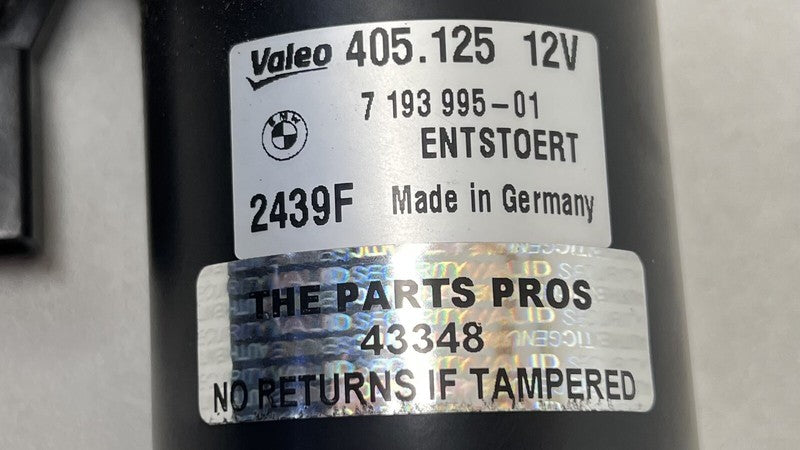 Valeo 405.125 12V
7 193 995-01
BMW
ENTSTOERT
2439F Made in Germany
THE PARTS PROS
43348
NO RETURNS IF TAMPERED